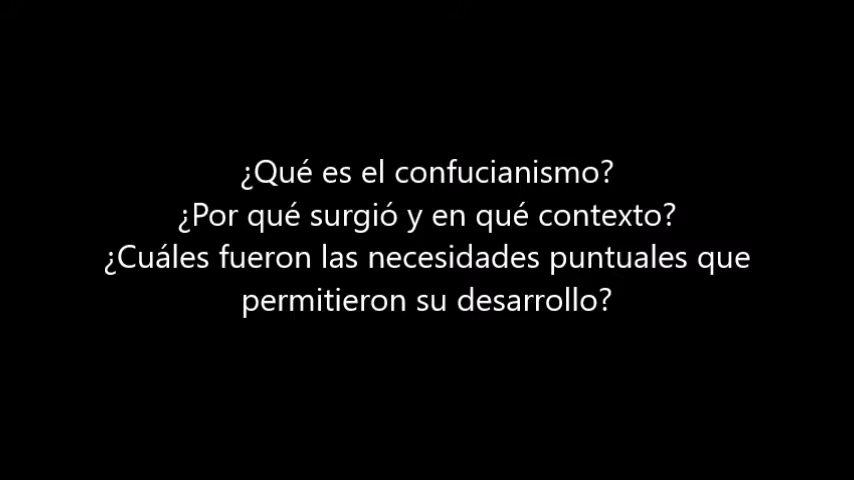 ¿Qué es el confucianismo?
¿Por qué surgió y en qué contexto?
¿Cuáles fueron las necesidades puntuales que
permitieron su desarrollo?